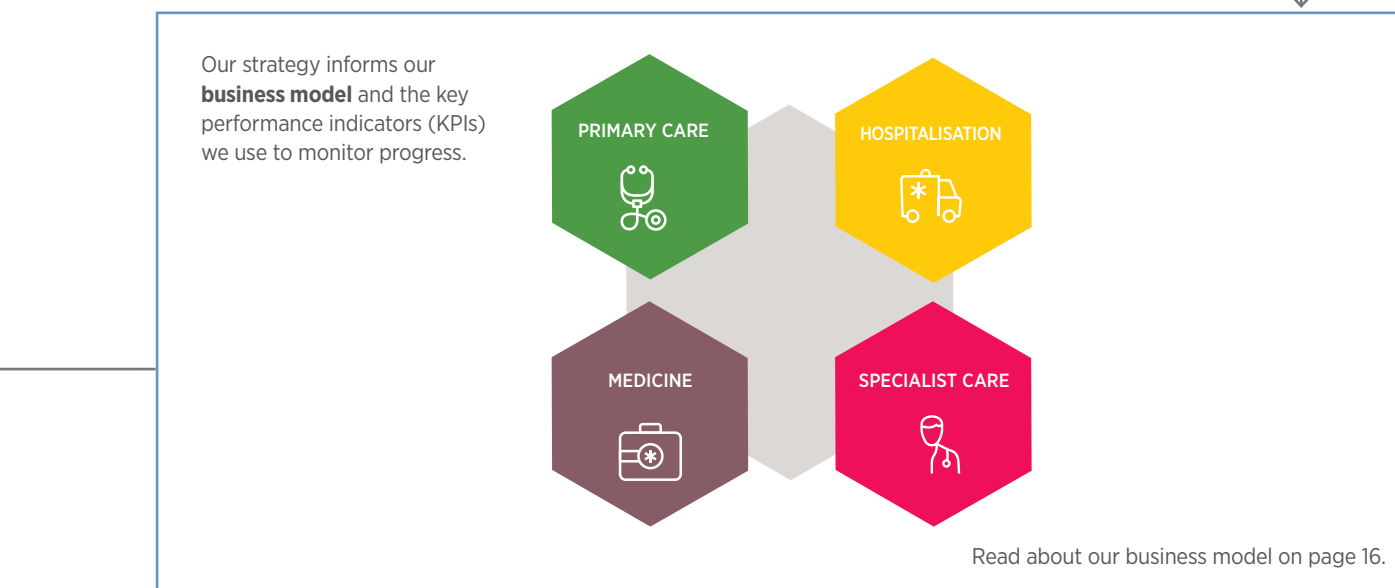 Our strategy informs our
business model and the key
performance indicators (KPIs)
we use to monitor progress.
PRIMARY CARE
HOSPITALISATION
MEDICINE
SPECIALIST CARE
Read about our business model on page 16.